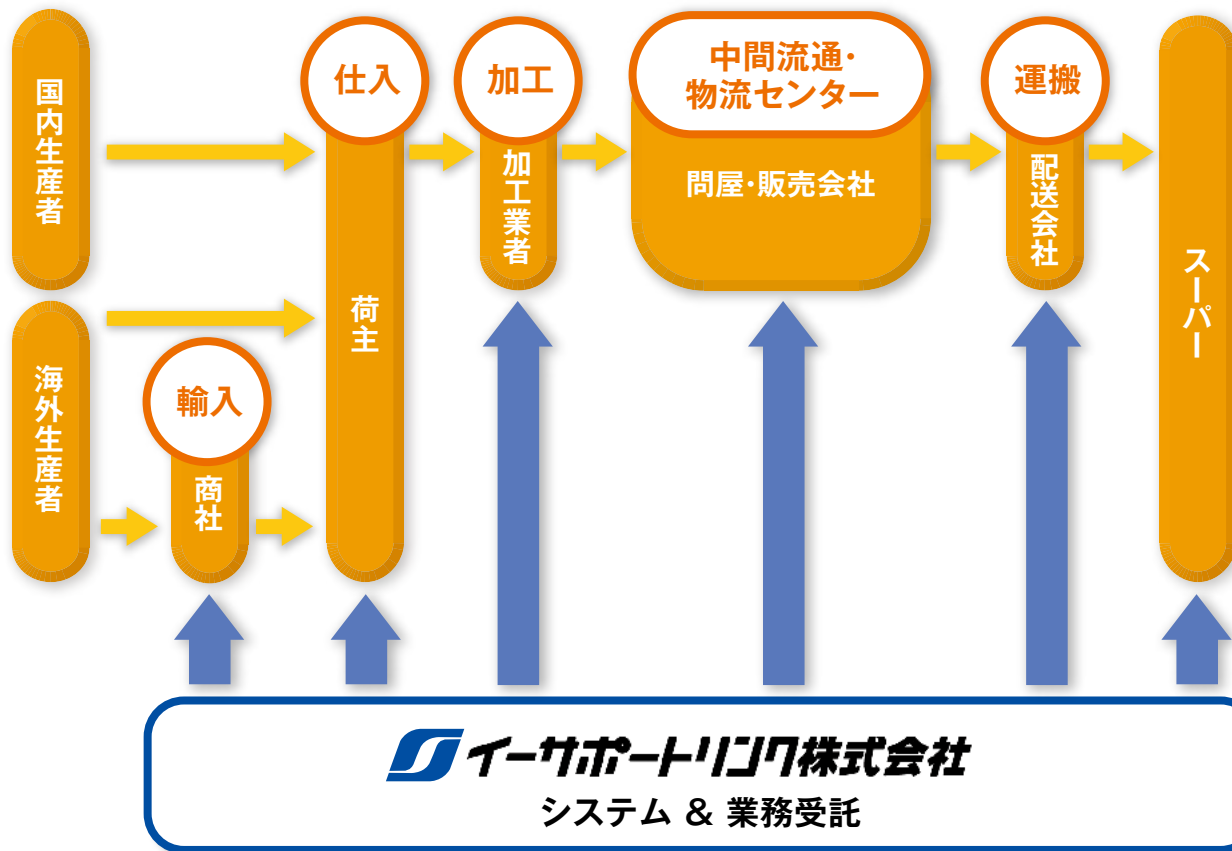 国内生産者
海外生産者
輸入
商社
仕入
荷主
加工
加工業者
中間流通・
物流センター
問屋・販売会社
運搬
配送会社
スーパー
イーサポートリンク株式会社
システム & 業務受託